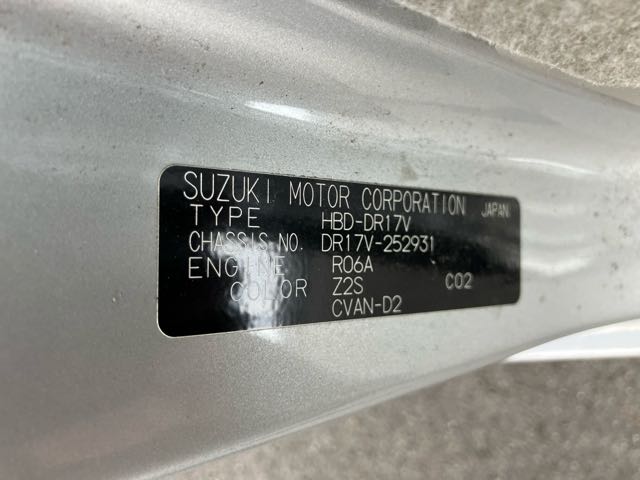 SUZUKI MOTOR CORPORATION JAPAN
TYPE HBD-DR17V
CHASSIS NO. DR17V-252931
ENGINE R06A
COLOR Z2S C02
CVAN-D2